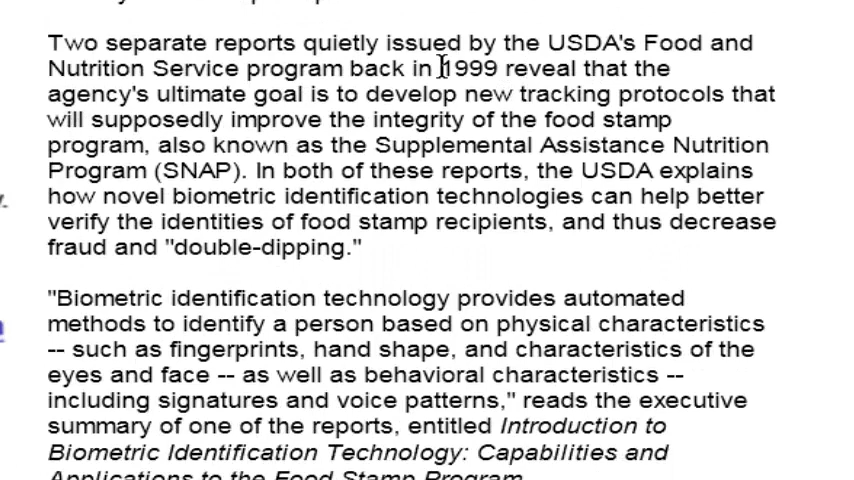 Two separate reports quietly issued by the USDA's Food and
Nutrition Service program back in 1999 reveal that the
agency's ultimate goal is to develop new tracking protocols that
will supposedly improve the integrity of the food stamp
program, also known as the Supplemental Assistance Nutrition
Program (SNAP). In both of these reports, the USDA explains
how novel biometric identification technologies can help better
verify the identities of food stamp recipients, and thus decrease
fraud and "double-dipping."
"Biometric identification technology provides automated
methods to identify a person based on physical characteristics
-- such as fingerprints, hand shape, and characteristics of the
eyes and face -- as well as behavioral characteristics --
including signatures and voice patterns," reads the executive
summary of one of the reports, entitled Introduction to
Biometric Identification Technology: Capabilities and
Applications to the Food Stamp Program